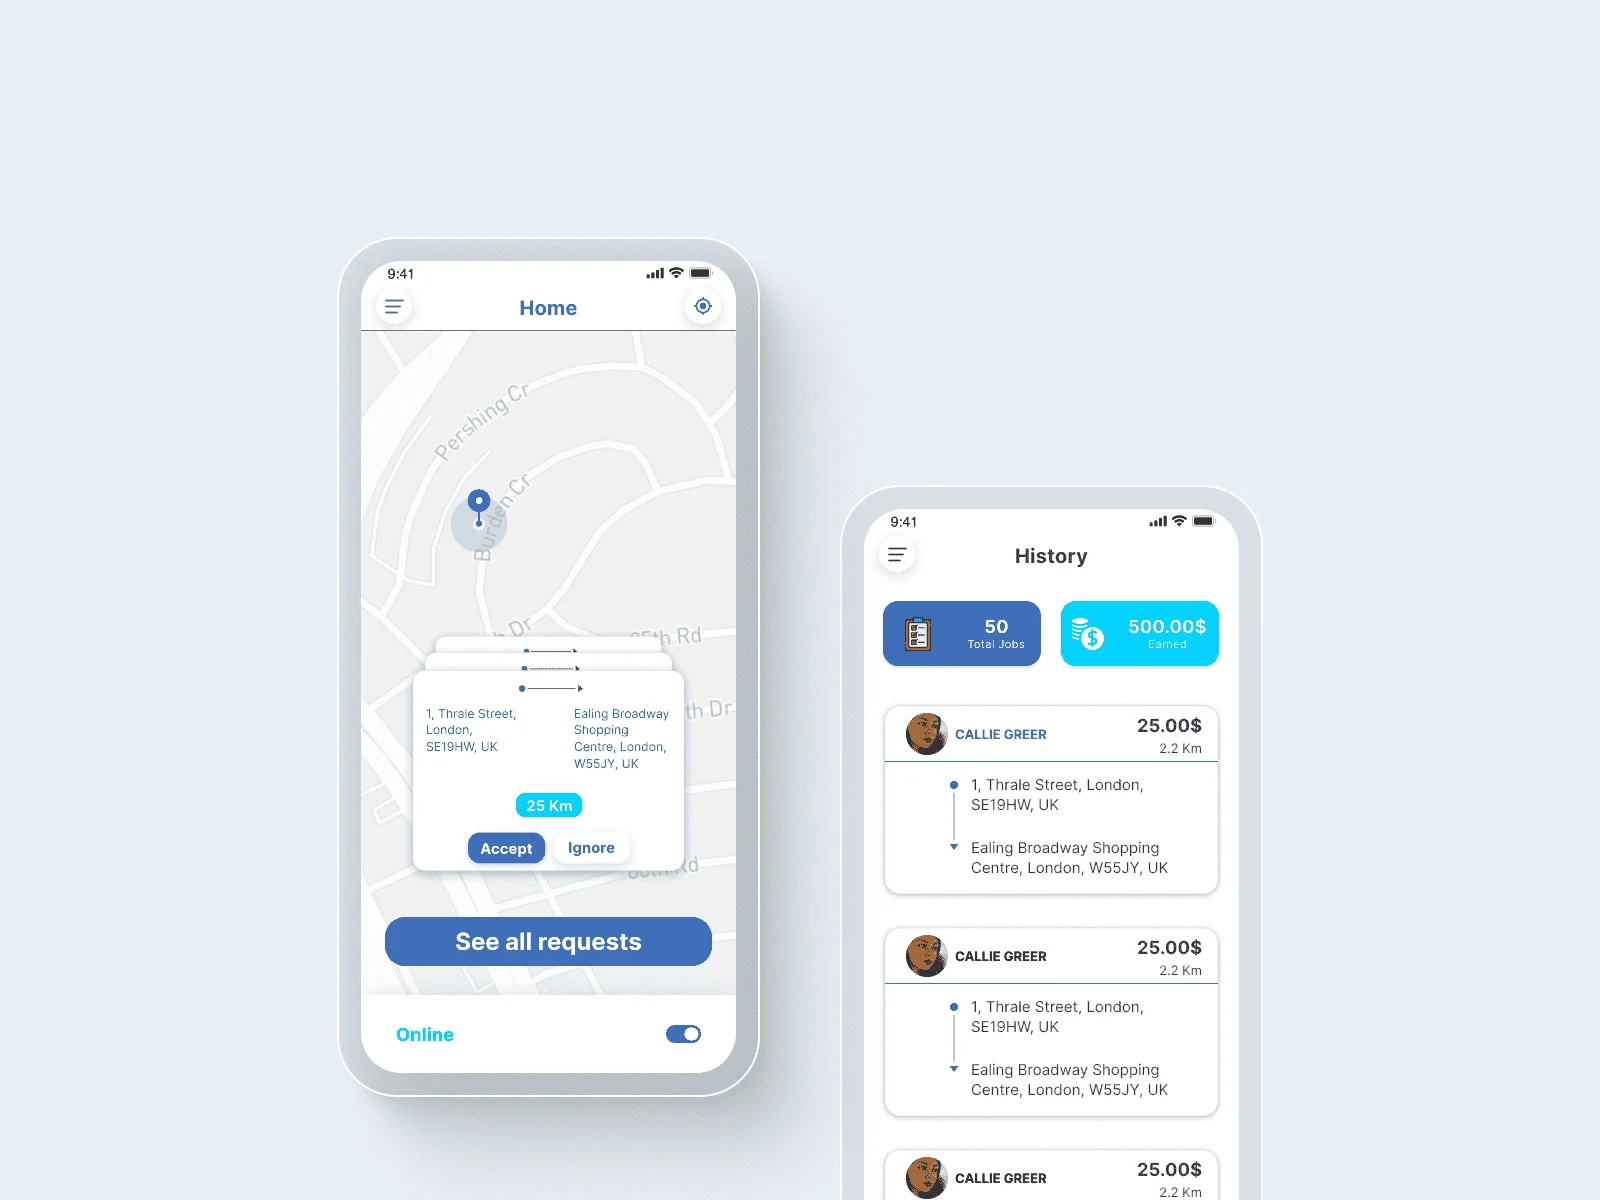 9:41
Home
Pershing Cr
Burden Cr
Dr
th Rd
th Dr
1, Thrale Street,
London,
SE19HW, UK
Ealing Broadway
Shopping
Centre, London,
W55JY, UK
25 Km
Accept
Ignore
Rd
See all requests
Online
9:41
History
50
Total Jobs
500.00$
Earned
CALLIE GREER
25.00$
2.2 Km
1, Thrale Street, London,
SE19HW, UK
Ealing Broadway Shopping
Centre, London, W55JY, UK
CALLIE GREER
25.00$
2.2 Km
1, Thrale Street, London,
SE19HW, UK
Ealing Broadway Shopping
Centre, London, W55JY, UK
CALLIE GREER
25.00$
2.2 Km